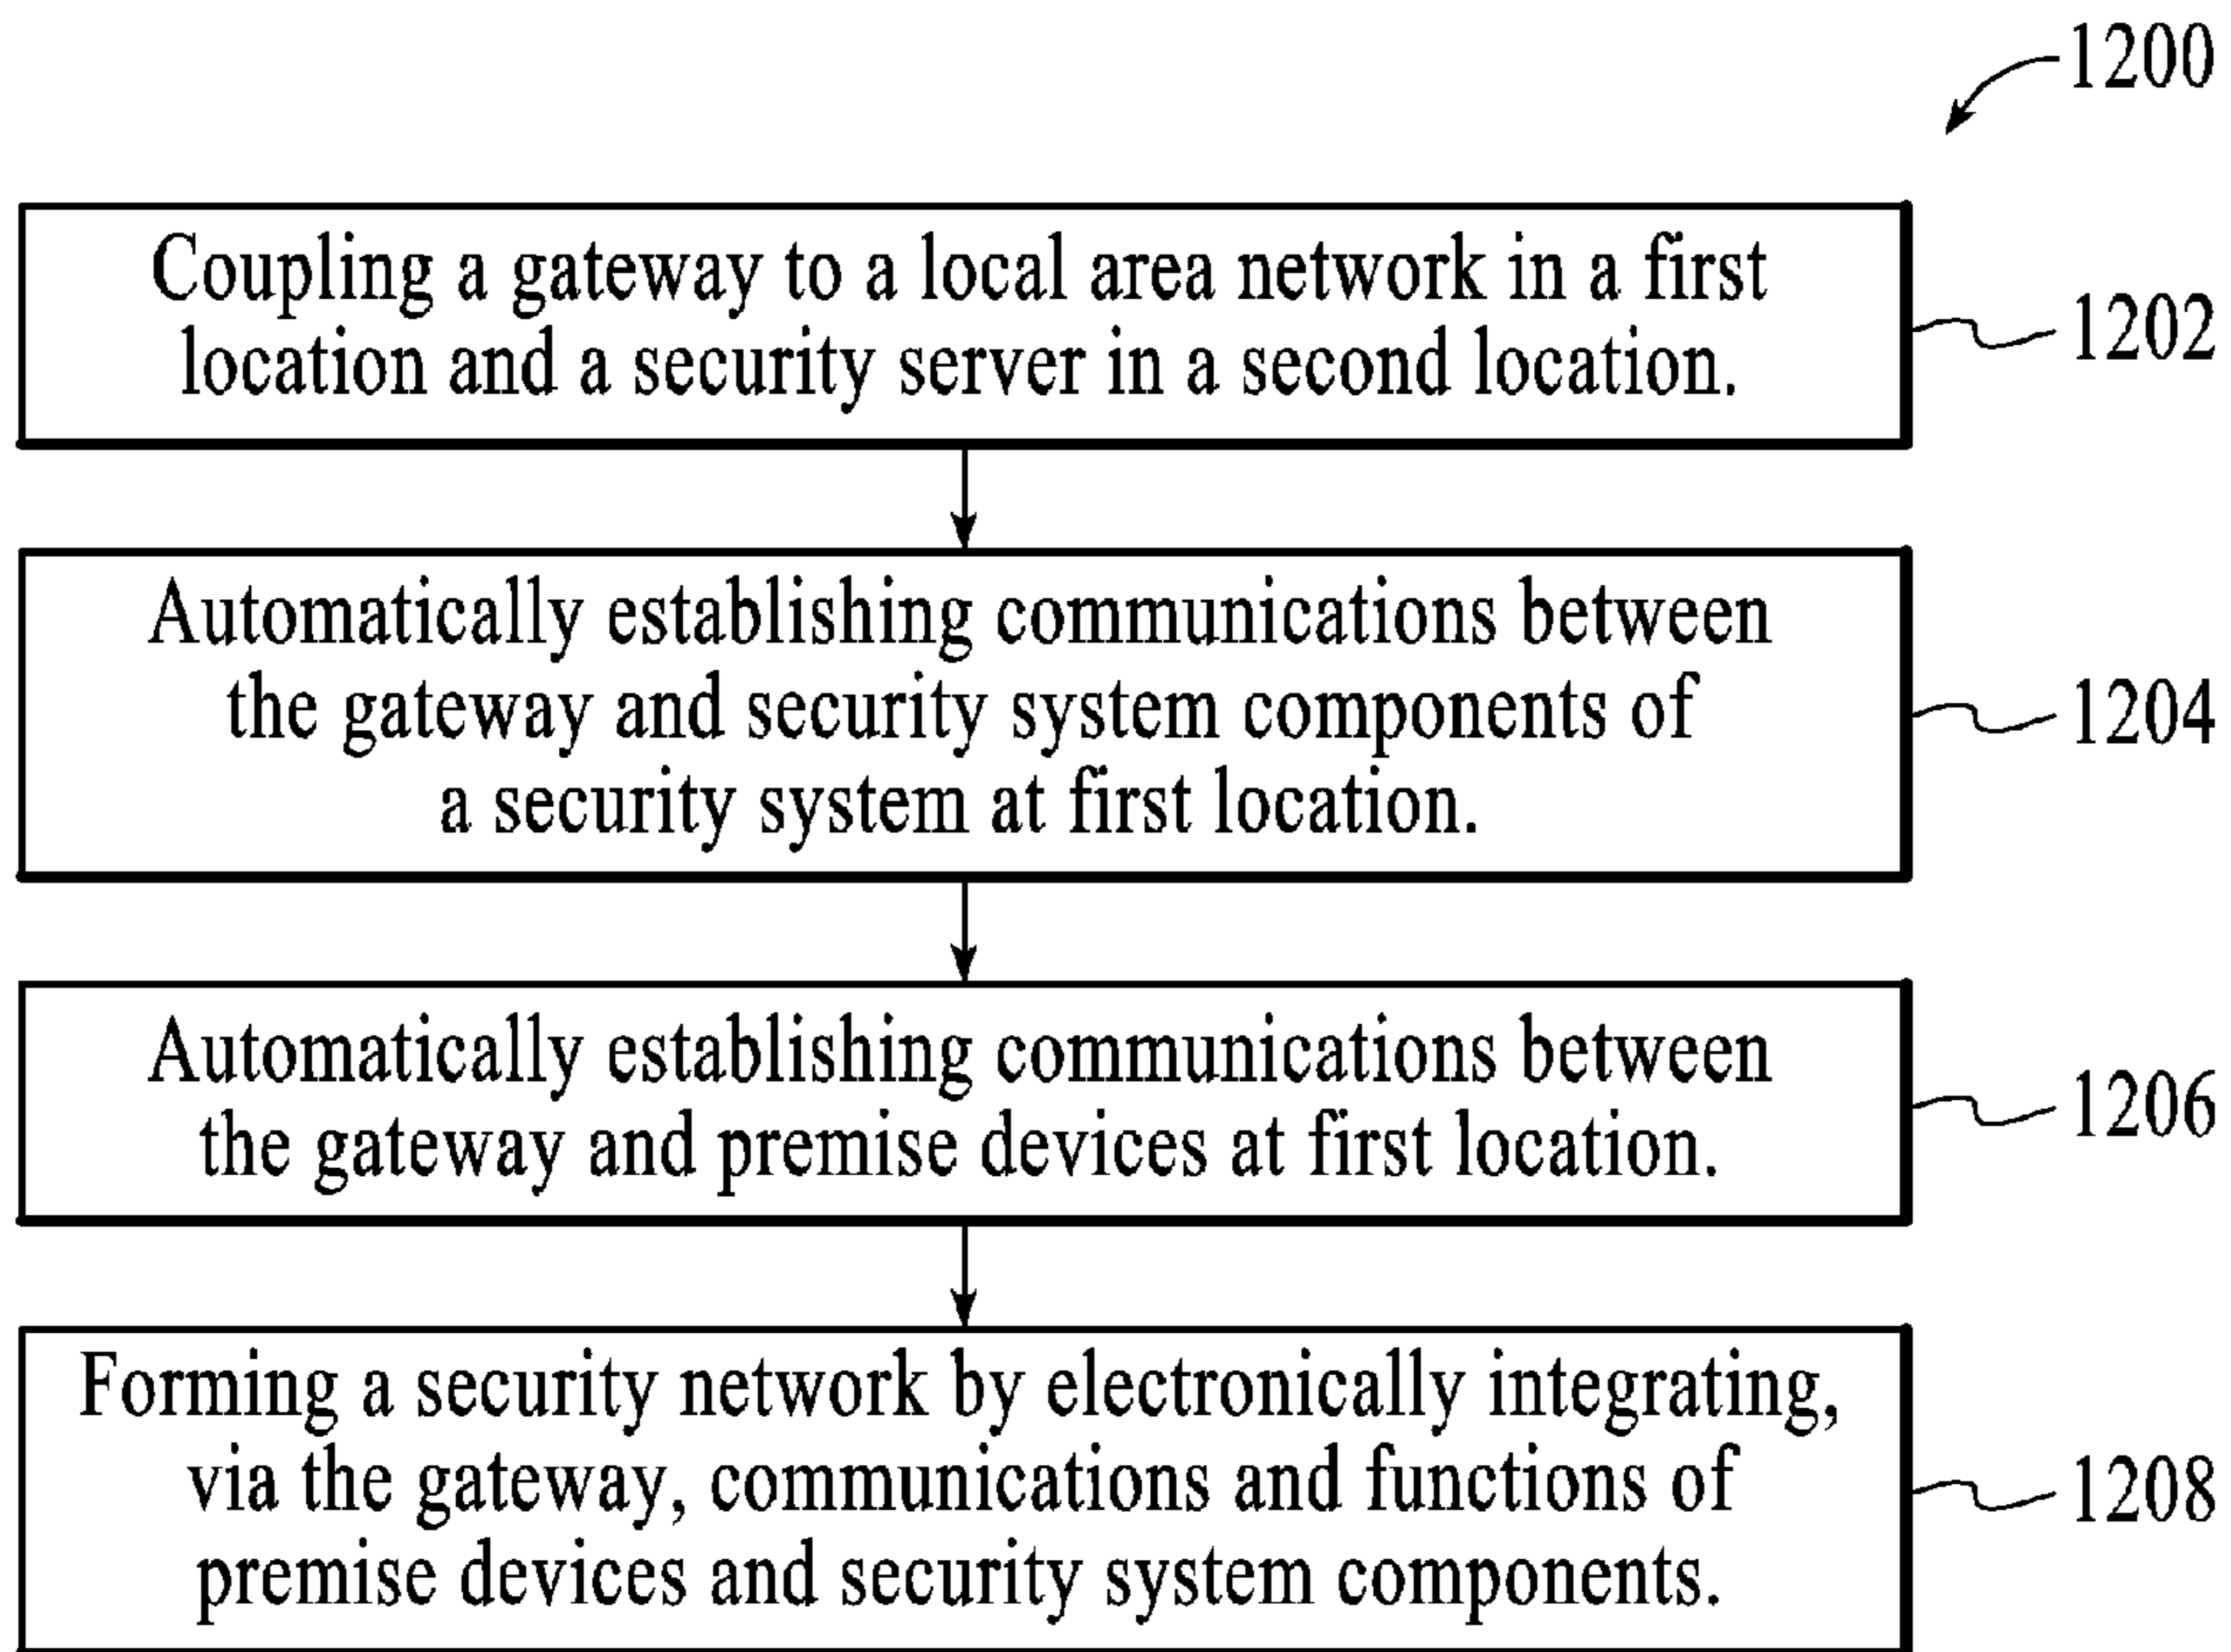 1200
Coupling a gateway to a local area network in a first
location and a security server in a second location.
1202
Automatically establishing communications between
the gateway and security system components of
a security system at first location.
1204
Automatically establishing communications between
the gateway and premise devices at first location.
1206
Forming a security network by electronically integrating,
via the gateway, communications and functions of
premise devices and security system components.
1208